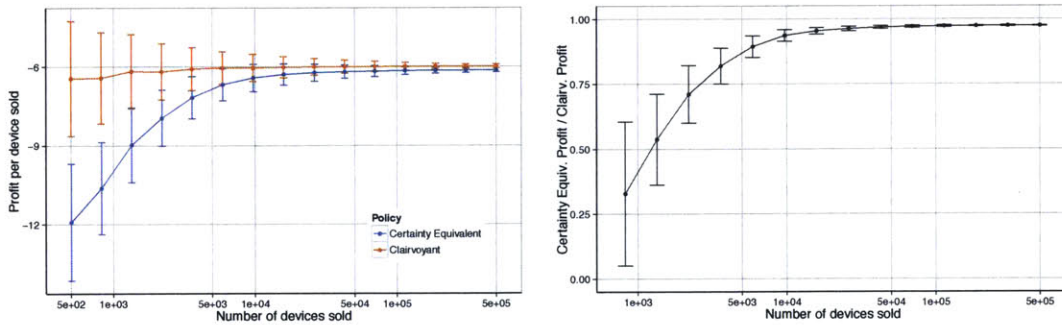 Profit per device sold
-6
-9
-12
Policy
Certainty Equivalent
Clairvoyant
5e+02 1e+03 5e+03 1e+04 5e+04 1e+05 5e+05
Number of devices sold
Certainty Equiv. Profit / Clairv. Profit
1.00
0.75
0.50
0.25
0.00
1e+03 5e+03 1e+04 5e+04 1e+05 5e+05
Number of devices sold